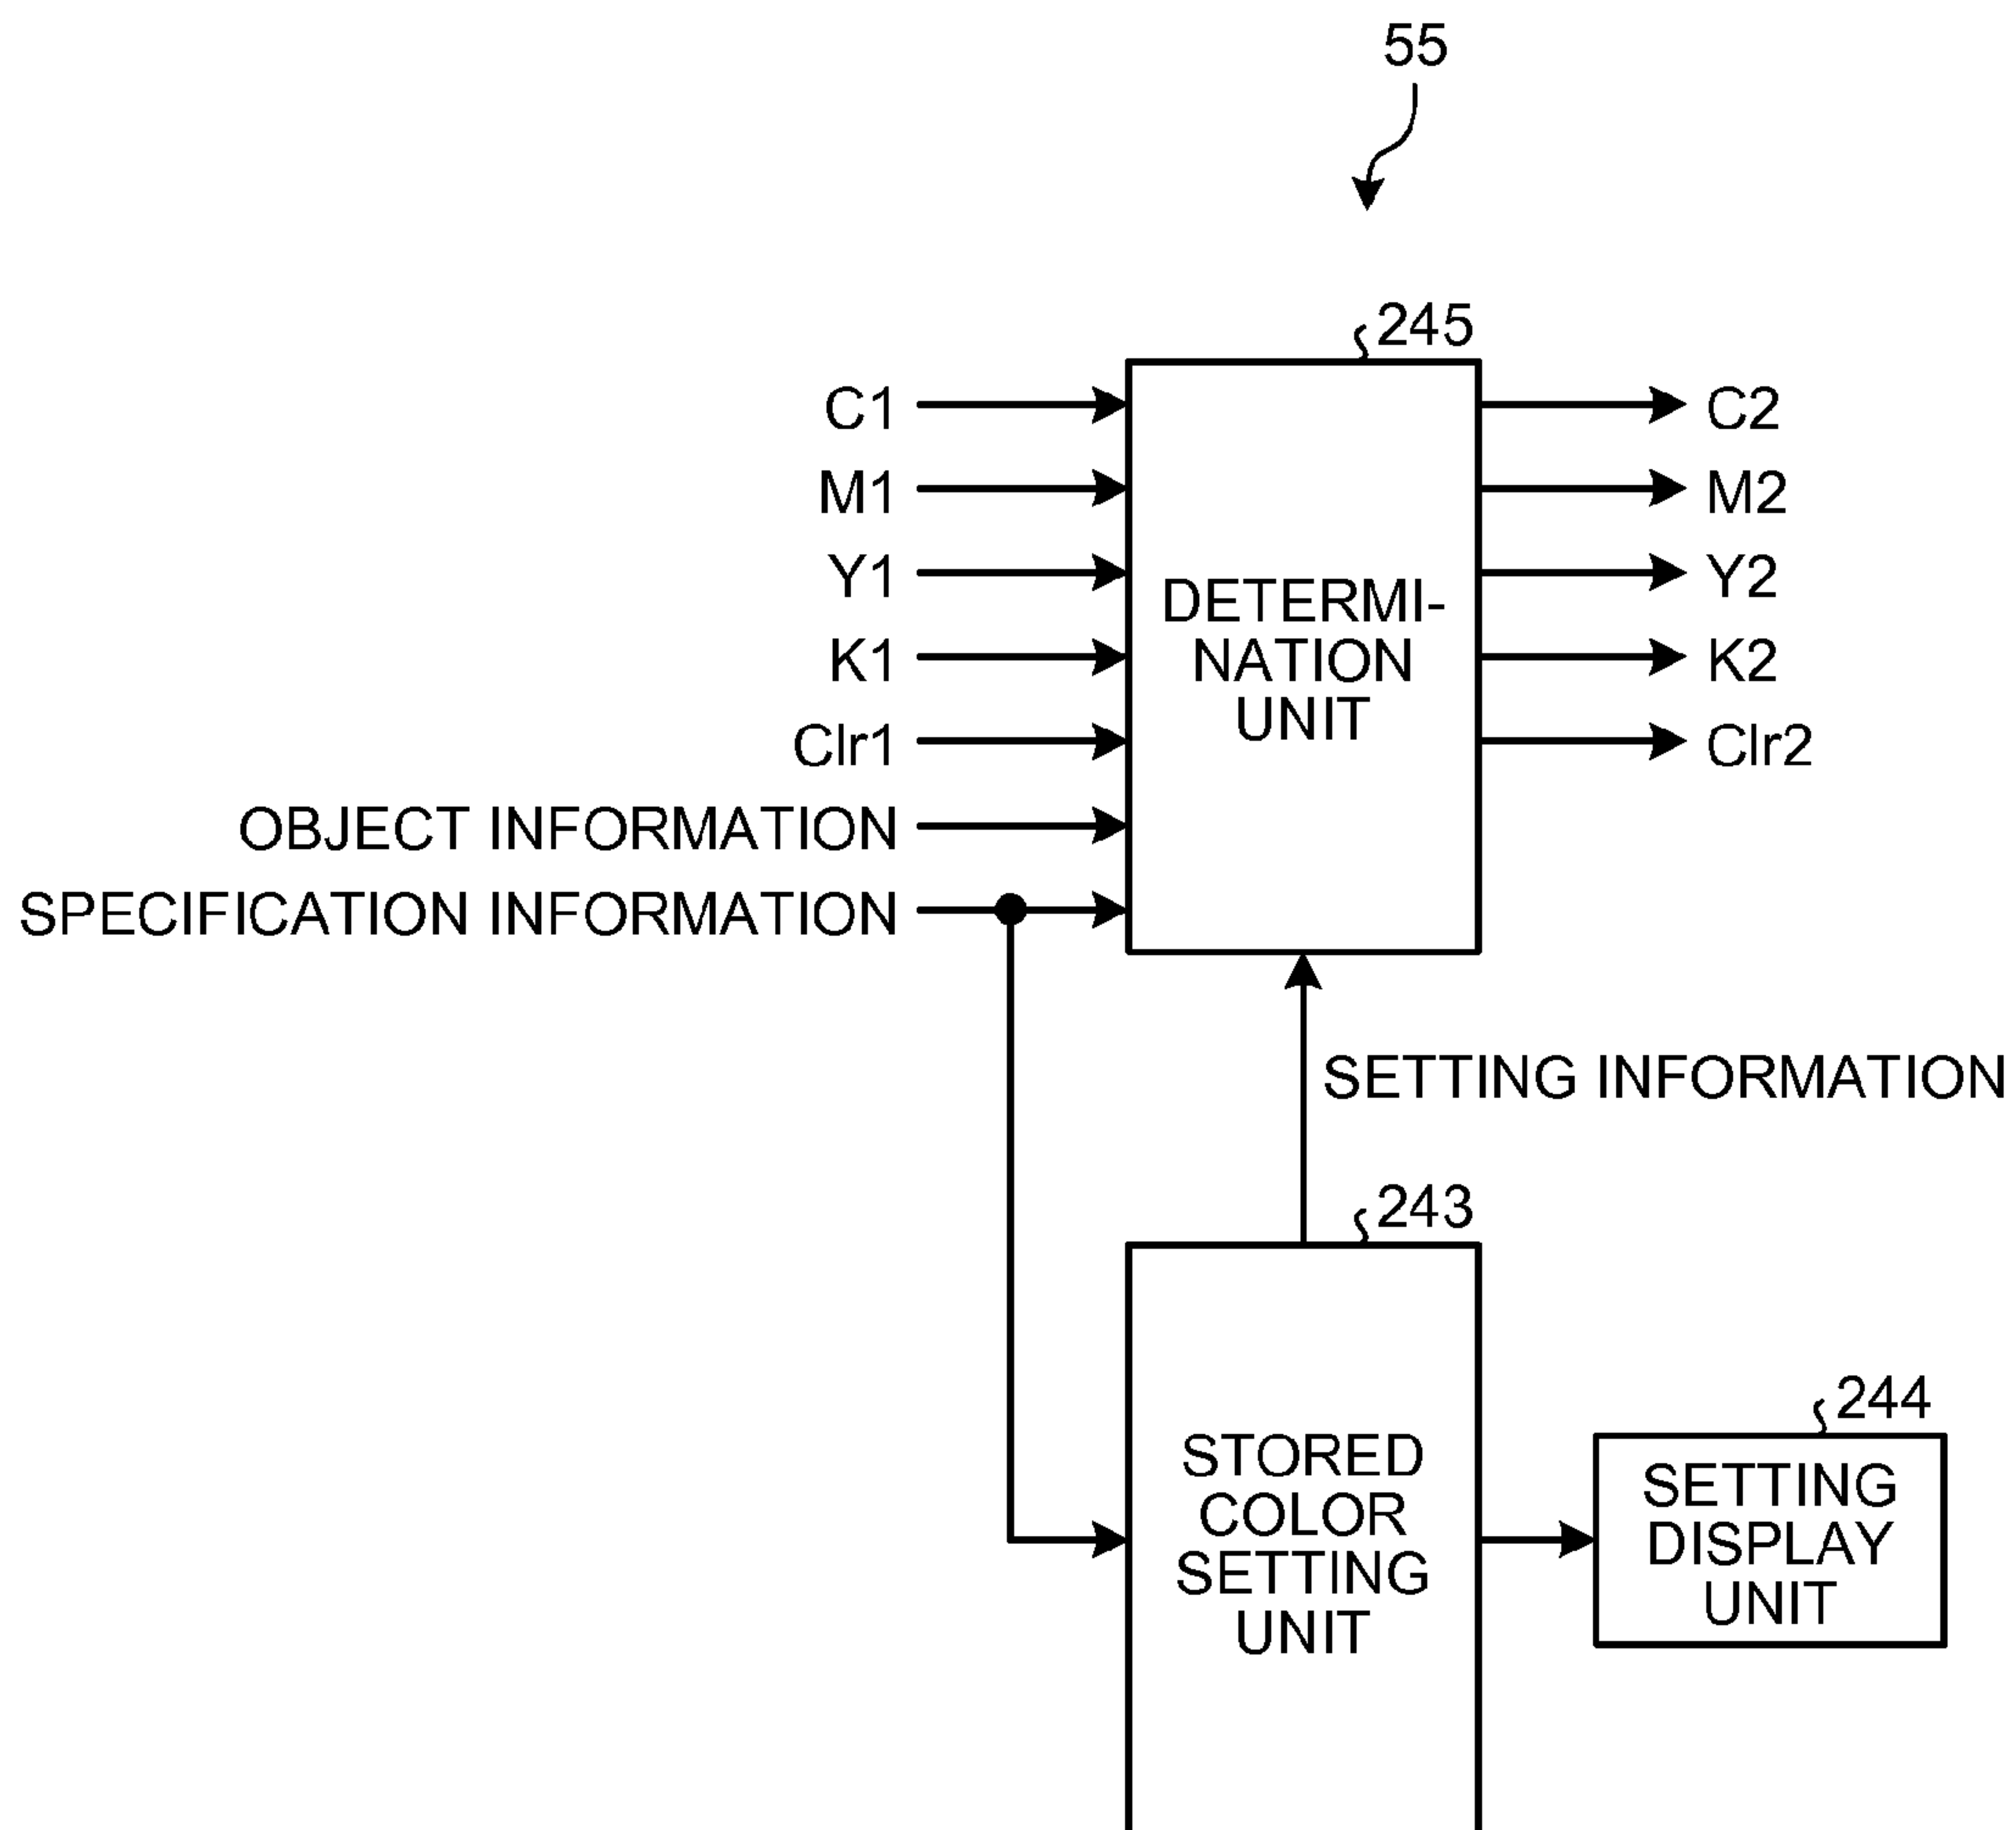 55
245
C1
C2
M1
M2
Y1
Y2
DETERMI-
NATION
UNIT
K1
K2
Clr1
Clr2
OBJECT INFORMATION
SPECIFICATION INFORMATION
SETTING INFORMATION
243
STORED
COLOR
SETTING
UNIT
244
SETTING
DISPLAY
UNIT